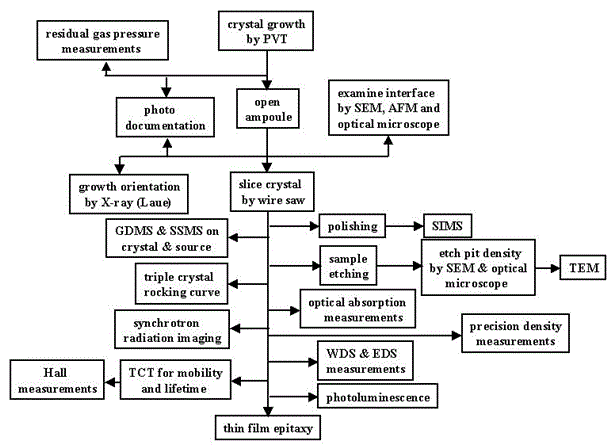 crystal growth
by PVT
residual gas pressure
measurements
photo
documentation
open
ampoule
examine interface
by SEM, AFM and
optical microscope
growth orientation
by X-ray (Laue)
slice crystal
by wire saw
GDMS & SSMS on
crystal & source
polishing
SIMS
sample
etching
etch pit density
by SEM & optical
microscope
TEM
triple crystal
rocking curve
optical absorption
measurements
synchrotron
radiation imaging
precision density
measurements
WDS & EDS
measurements
Hall
measurements
TCT for mobility
and lifetime
photoluminescence
thin film epitaxy